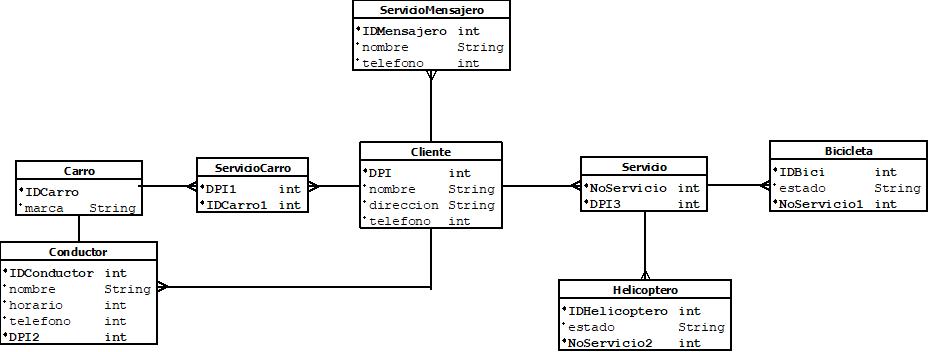 ServicioMensajero
IDMensajero int
nombre String
telefono int
Carro
IDCarro
marca String
ServicioCarro
DPI1 int
IDCarro1 int
Cliente
DPI int
nombre String
direccion String
telefono int
Servicio
NoServicio int
DPI3 int
Bicicleta
IDBici int
estado String
NoServicio1 int
Conductor
IDConductor int
nombre String
horario int
telefono int
DPI2 int
Helicoptero
IDHelicoptero int
estado String
NoServicio2 int